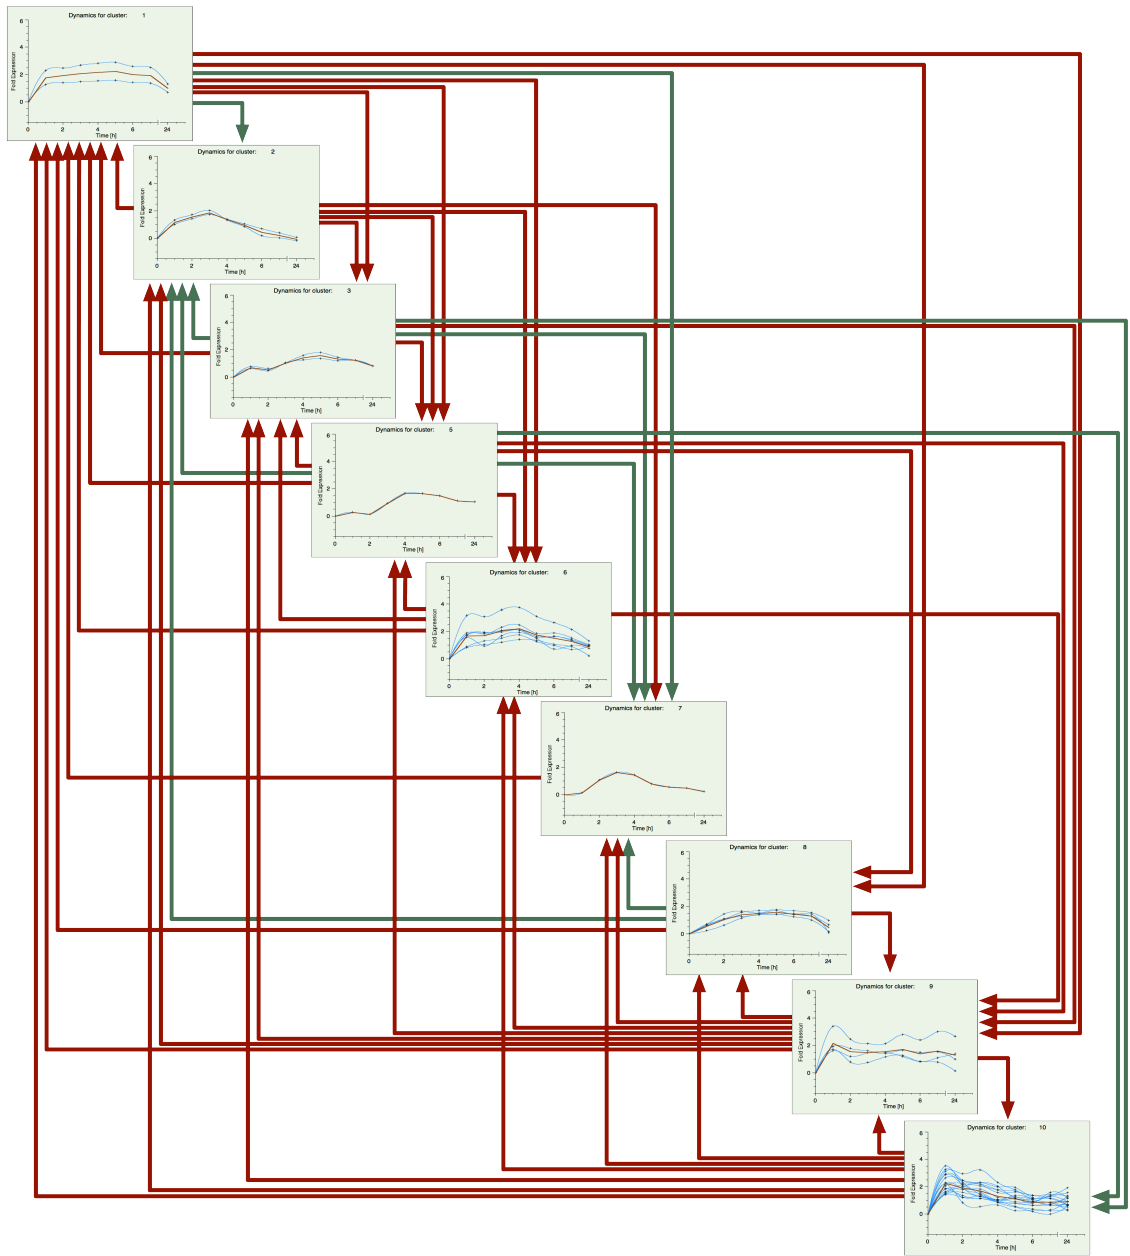 Dynamics for cluster: 1
Fold Expression
6
4
2
0
0 2 4 6 24
Time [h]
Dynamics for cluster: 2
Fold Expression
6
4
2
0
0 2 4 6 24
Time [h]
Dynamics for cluster: 3
Fold Expression
6
4
2
0
0 2 4 6 24
Time [h]
Dynamics for cluster: 5
Fold Expression
6
4
2
0
0 2 4 6 24
Time [h]
Dynamics for cluster: 6
Fold Expression
6
4
2
0
0 2 4 6 24
Time [h]
Dynamics for cluster: 7
Fold Expression
6
4
2
0
0 2 4 6 24
Time [h]
Dynamics for cluster: 8
Fold Expression
6
4
2
0
0 2 4 6 24
Time [h]
Dynamics for cluster: 9
Fold Expression
6
4
2
0
0 2 4 6 24
Time [h]
Dynamics for cluster: 10
Fold Expression
6
4
2
0
0 2 4 6 24
Time [h]